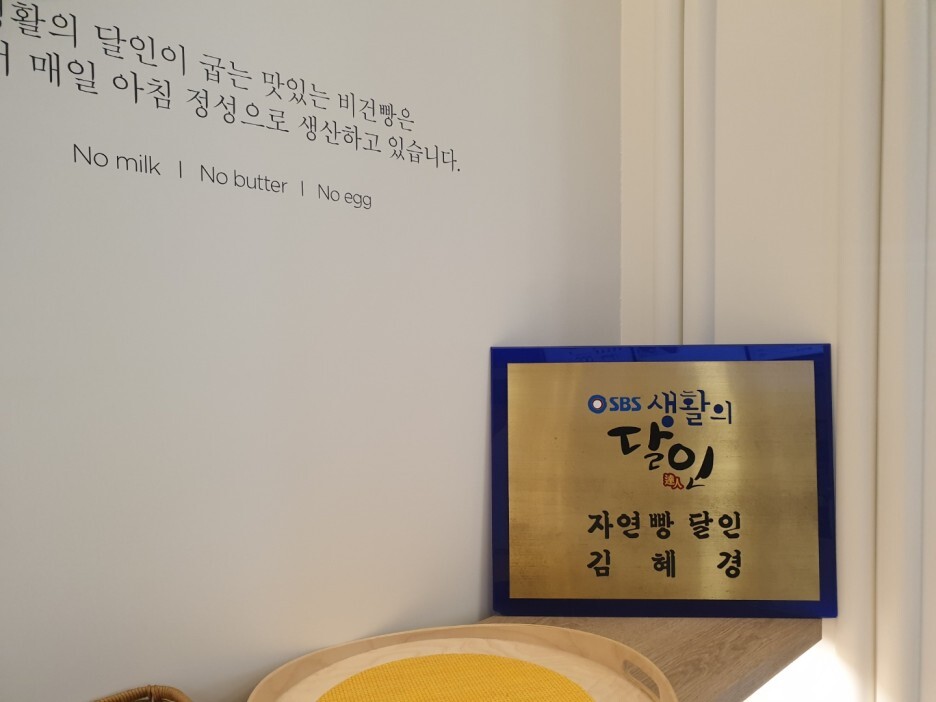 생활의 달인이 굽는 맛있는 비건빵은
매일 아침 정성으로 생산하고 있습니다.
No milk | No butter | No egg
SBS 생활의
달인
達人
자연빵 달인
김 혜 경